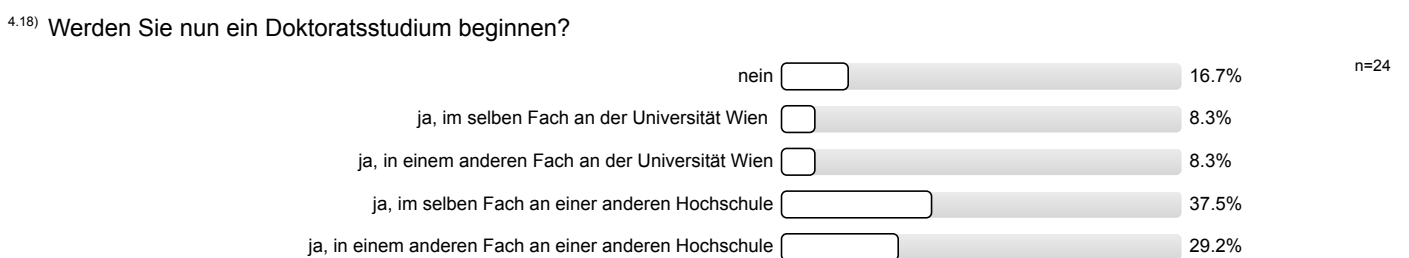 4.18) Werden Sie nun ein Doktoratsstudium beginnen?
n=24
nein 16.7%
ja, im selben Fach an der Universität Wien 8.3%
ja, in einem anderen Fach an der Universität Wien 8.3%
ja, im selben Fach an einer anderen Hochschule 37.5%
ja, in einem anderen Fach an einer anderen Hochschule 29.2%